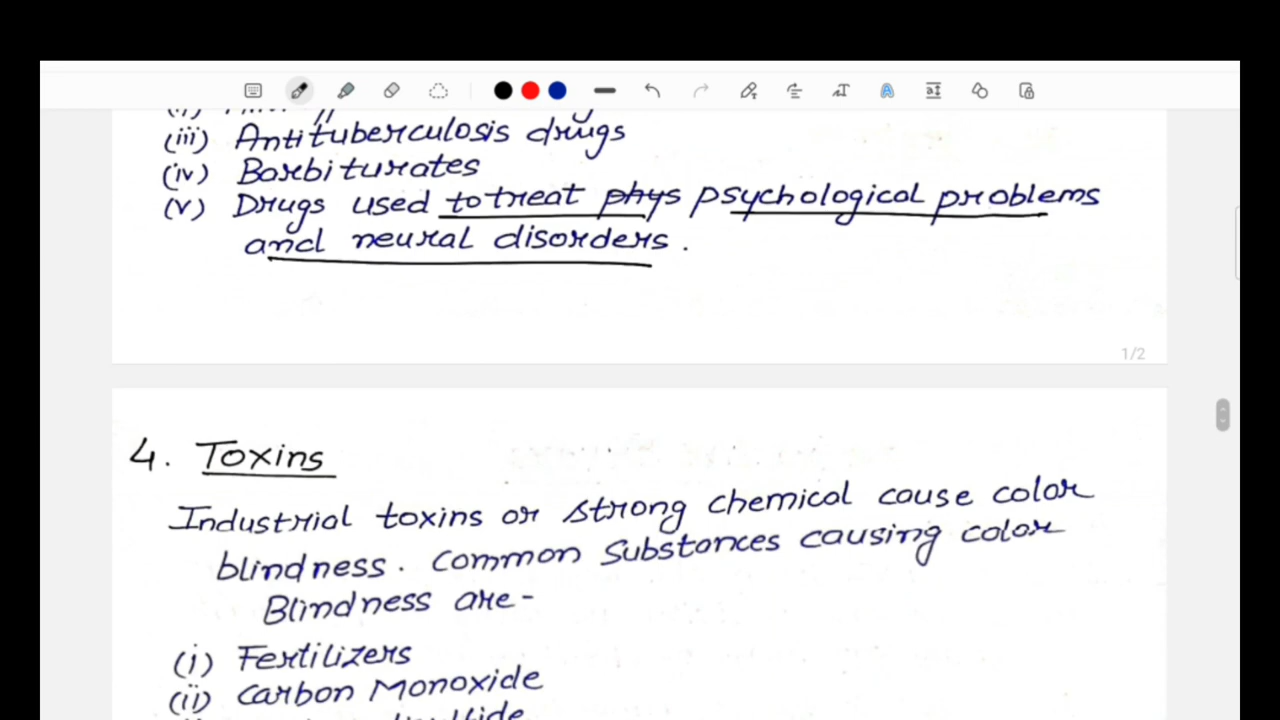 (iii) Antituberculosis drugs
(iv) Barbiturates
(v) Drugs used to treat phys psychological problems
and neural disorders.
1/2
4. Toxins
Industrial toxins or strong chemical cause color
blindness. Common Substances causing color
Blindness are-
(i) Fertilizers
(ii) Carbon Monoxide